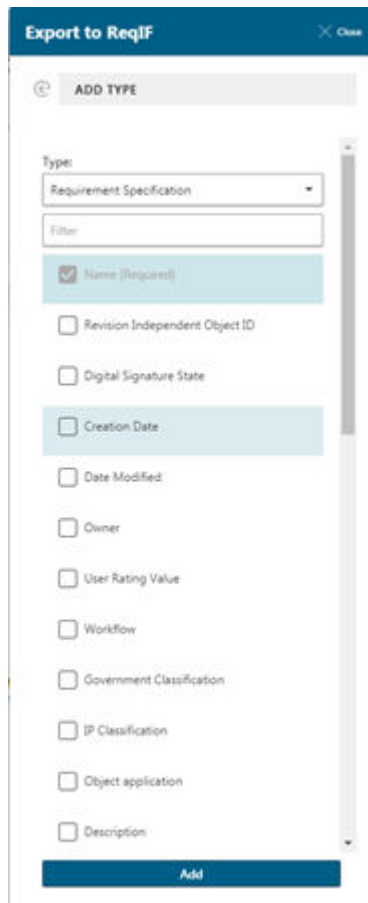 Export to ReqIF
Close
ADD TYPE
Type:
Requirement Specification
Filter
Name (Required)
Revision Independent Object ID
Digital Signature State
Creation Date
Date Modified
Owner
User Rating Value
Workflow
Government Classification
IP Classification
Object application
Description
Add